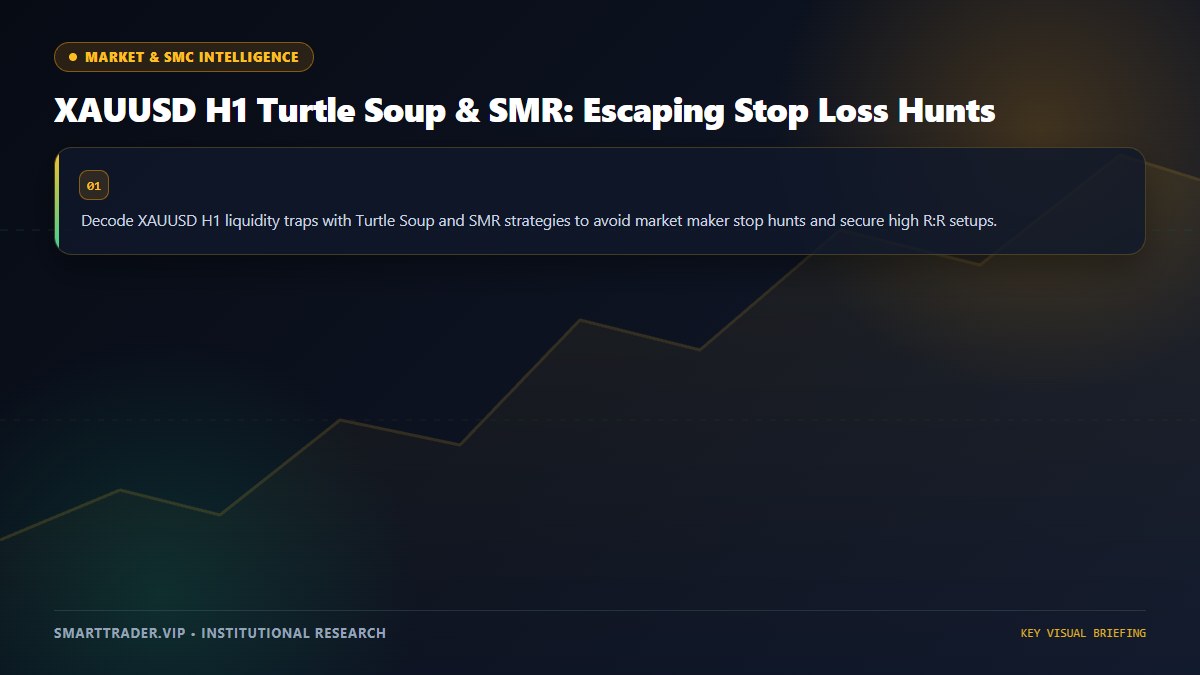 MARKET & SMC INTELLIGENCE
XAUUSD H1 Turtle Soup & SMR: Escaping Stop Loss Hunts
01
Decode XAUUSD H1 liquidity traps with Turtle Soup and SMR strategies to avoid market maker stop hunts and secure high R:R setups.
SMARTTRADER.VIP • INSTITUTIONAL RESEARCH
KEY VISUAL BRIEFING